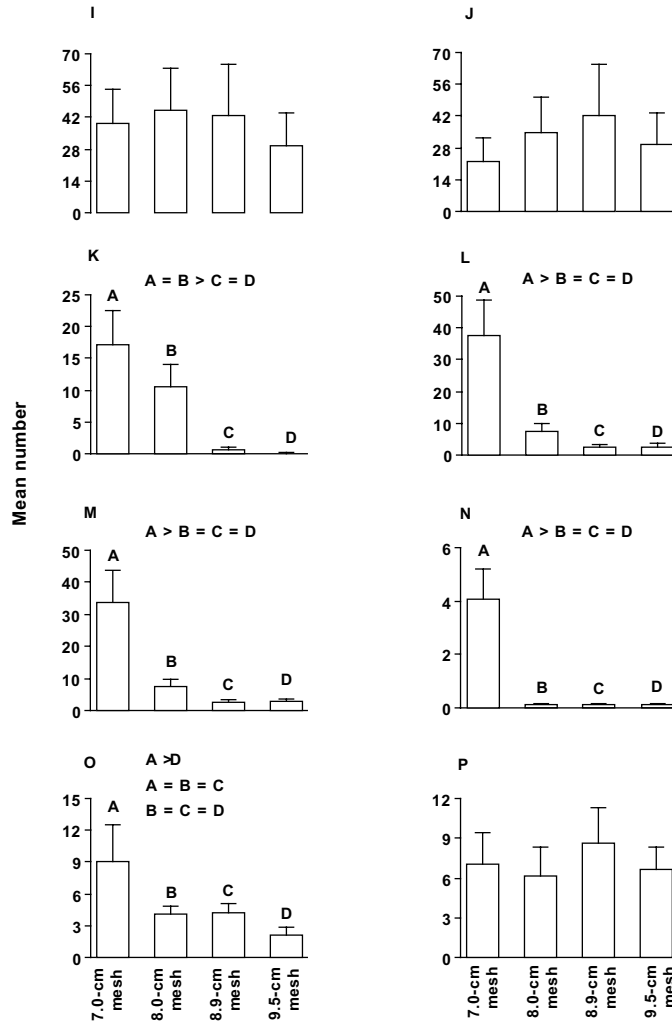 I
70
56
42
28
14
0
J
70
56
42
28
14
0
K
A = B > C = D
25
20
15
10
5
0
A
B
C
D
L
A > B = C = D
50
40
30
20
10
0
A
B
C
D
Mean number
M
A > B = C = D
50
40
30
20
10
0
A
B
C
D
N
A > B = C = D
6
4
2
0
A
B
C
D
O
A >D
A = B = C
B = C = D
15
12
9
6
3
0
A
B
C
D
7.0-cm
mesh
8.0-cm
mesh
8.9-cm
mesh
9.5-cm
mesh
P
12
9
6
3
0
7.0-cm
mesh
8.0-cm
mesh
8.9-cm
mesh
9.5-cm
mesh